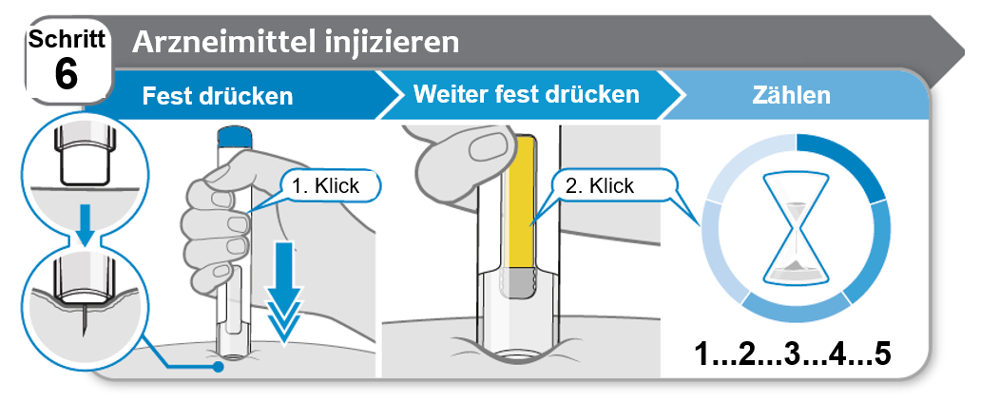 Schritt
6
Arzneimittel injizieren
Fest drücken
Weiter fest drücken
Zählen
1. Klick
2. Klick
1...2...3...4...5